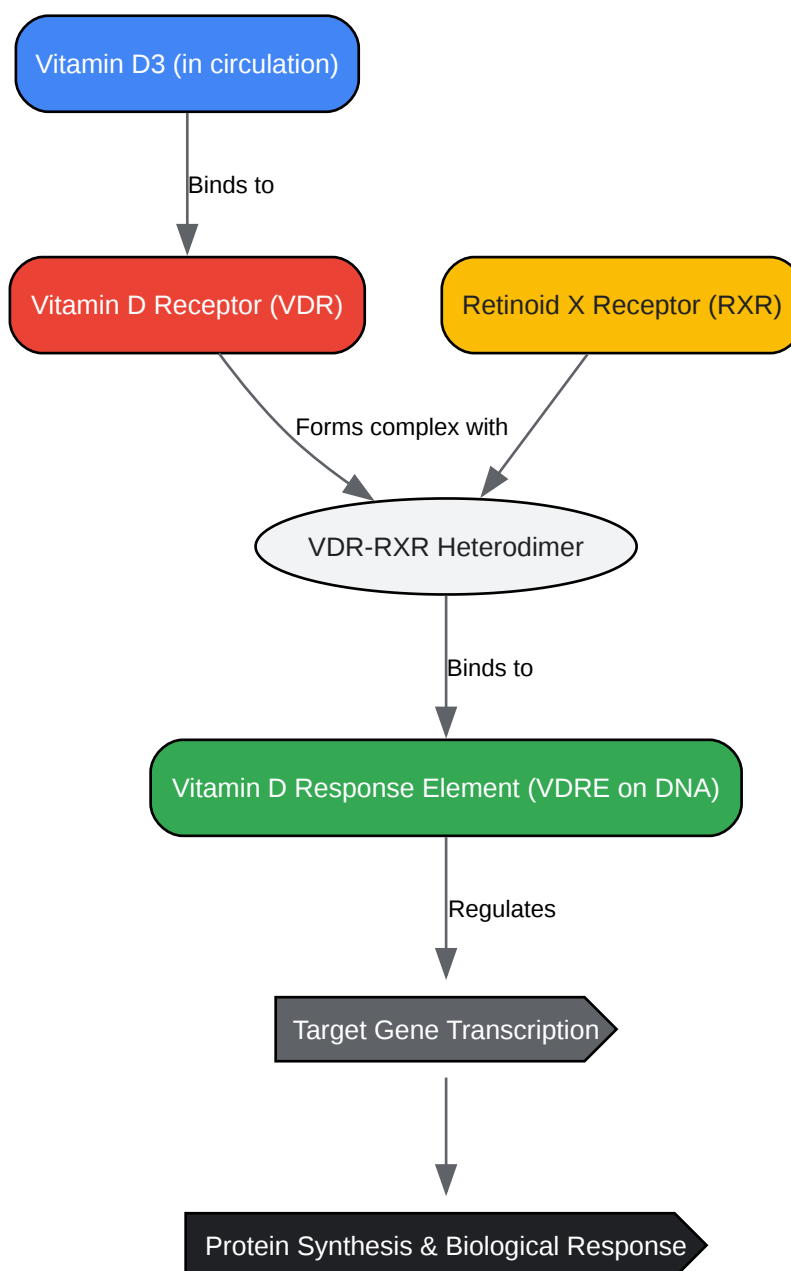 Vitamin D3 (in circulation)
Binds to
Vitamin D Receptor (VDR)
Retinoid X Receptor (RXR)
Forms complex with
VDR-RXR Heterodimer
Binds to
Vitamin D Response Element (VDRE on DNA)
Regulates
Target Gene Transcription
Protein Synthesis & Biological Response